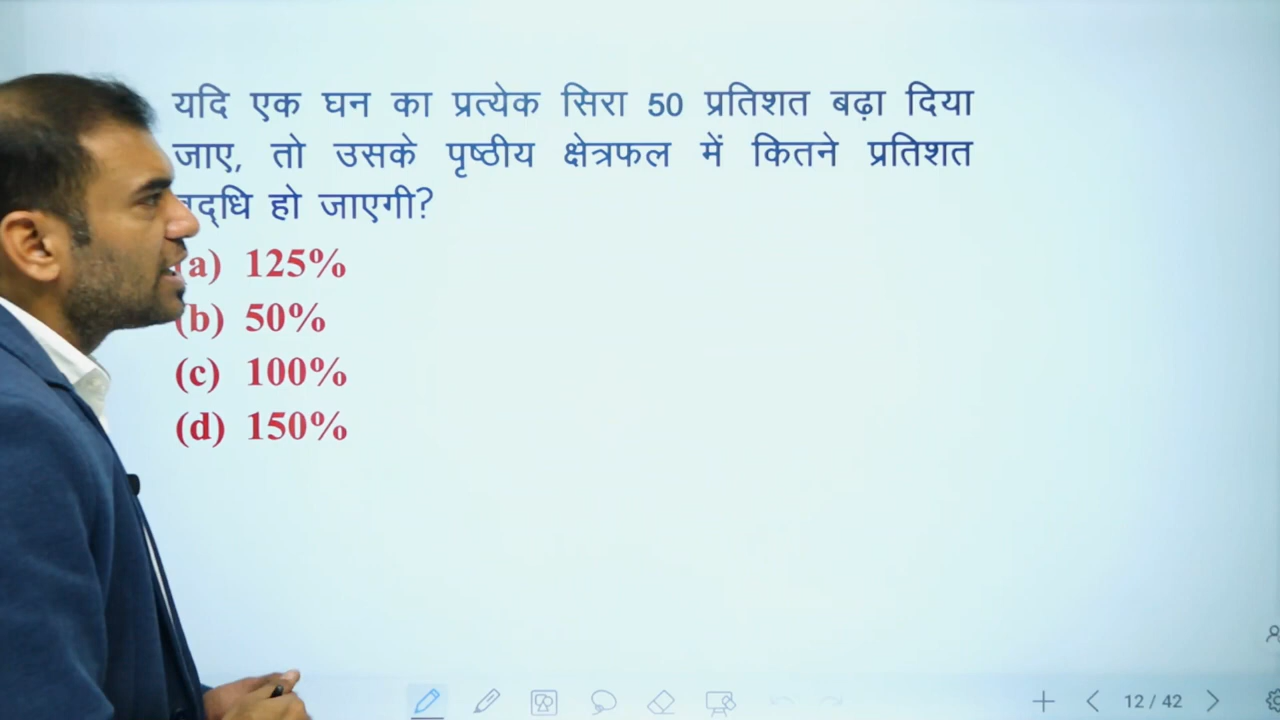 यदि एक घन का प्रत्येक सिरा 50 प्रतिशत बढ़ा दिया
जाए, तो उसके पृष्ठीय क्षेत्रफल में कितने प्रतिशत
हो जाएगी?
(a) 125%
(b) 50%
(c) 100%
(d) 150%
12 / 42